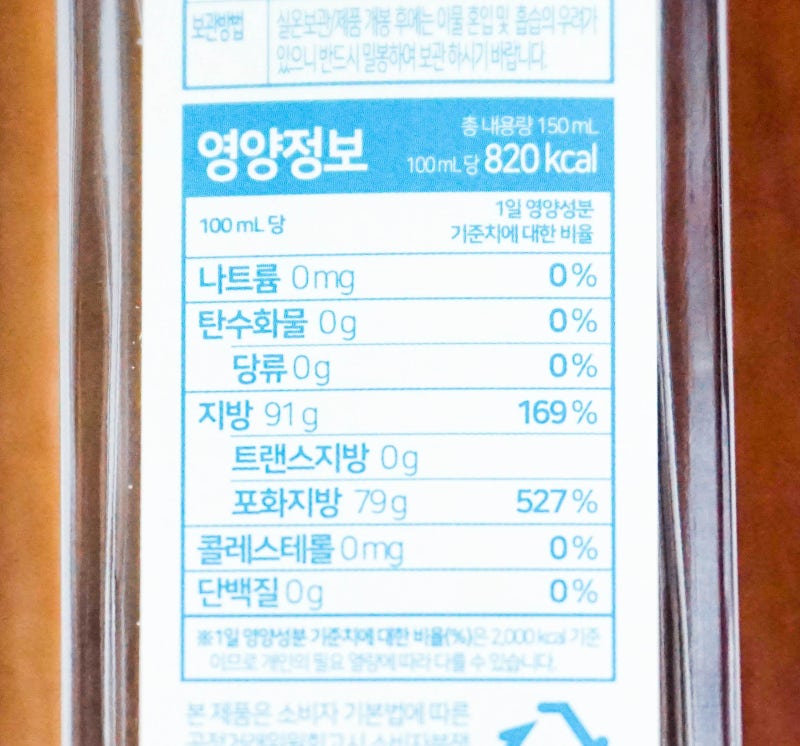 보관방법
실온보관/제품 개봉 후에는 이물 혼입 및 흡습의 우려가
있으니 반드시 밀봉하여 보관 하시기 바랍니다.
영양정보
총 내용량 150 mL
100 mL당 820 kcal
100 mL 당
1일 영양성분
기준치에 대한 비율
나트륨 0 mg 0 %
탄수화물 0 g 0 %
당류 0 g 0 %
지방 91 g 169 %
트랜스지방 0 g
포화지방 79 g 527 %
콜레스테롤 0 mg 0 %
단백질 0 g 0 %
※1일 영양성분 기준치에 대한 비율(%)은 2,000 kcal 기준
이므로 개인의 필요 열량에 따라 다를 수 있습니다.
본 제품은 소비자 기본법에 따른